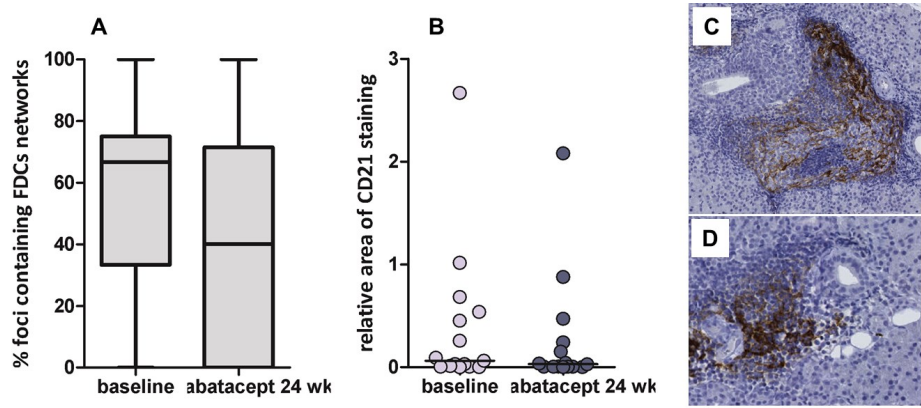 A
% foci containing FDCs networks
100
80
60
40
20
0
baseline
abatacept 24 wk
B
relative area of CD21 staining
3
2
1
0
baseline
abatacept 24 wk
C
D